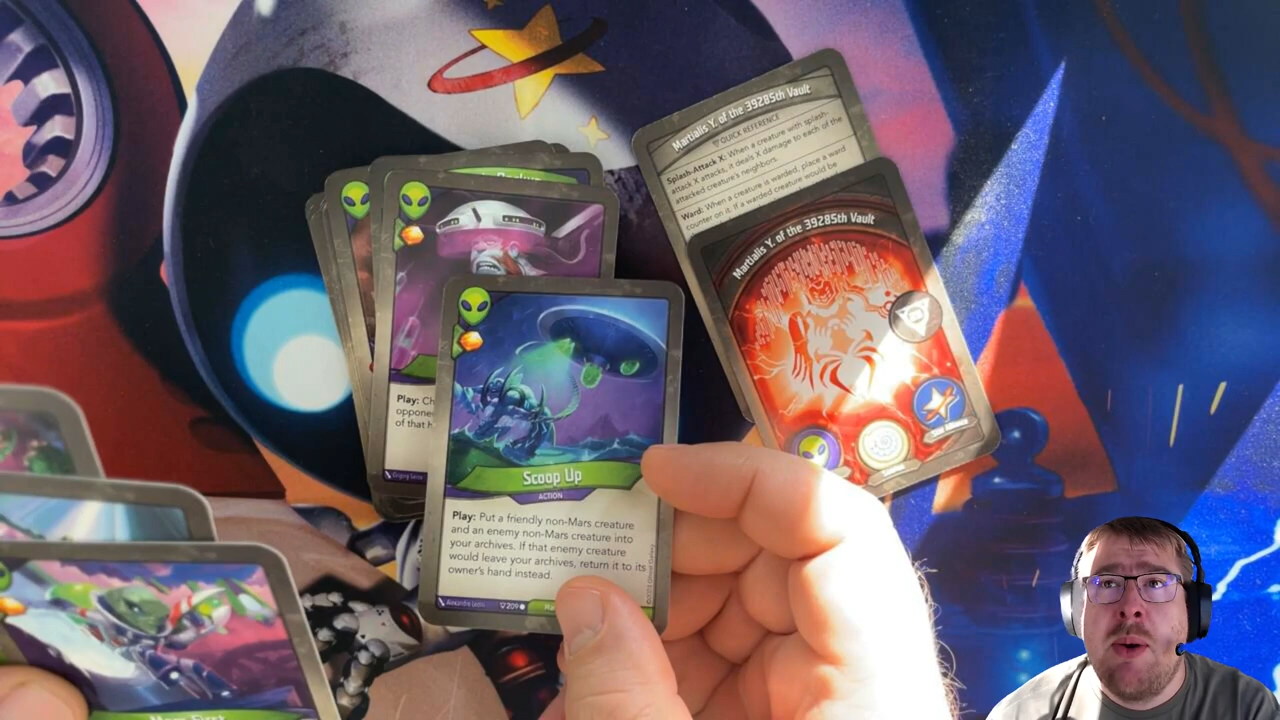 Martialis Y. of the 39285th Vault
QUICK REFERENCE
Splash-Attack X: When a creature with splash-
attack X attacks, it deals X damage to each of the
attacked creature's neighbors.
Ward: When a creature is warded, place a ward
counter on it. If a warded creature would be
Martialis Y. of the 39285th Vault
Play: Ch
opone
of that h
Scoop Up
ACTION
Play: Put a friendly non-Mars creature
and an enemy non-Mars creature into
your archives. If that enemy creature
would leave your archives, return it to its
owner's hand instead.
209
Mars First